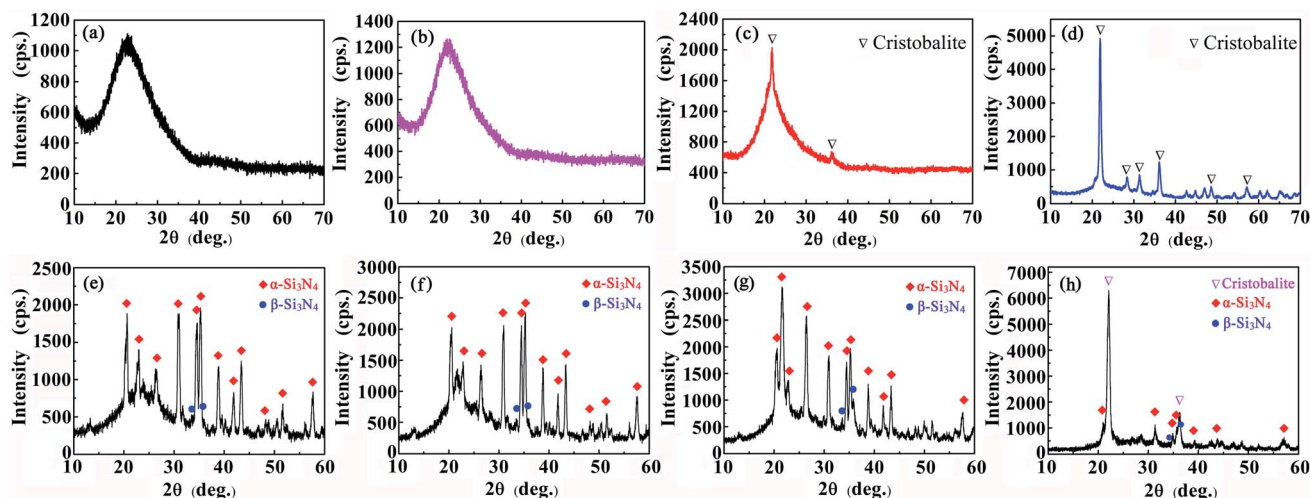 (a)
1200
1000
800
600
400
200
0
10 20 30 40 50 60 70
Intensity (cps.)
2θ (deg.)
(b)
1400
1200
1000
800
600
400
200
0
10 20 30 40 50 60 70
Intensity (cps.)
2θ (deg.)
(c)
▽ Cristobalite
2400
2000
1600
1200
800
400
0
10 20 30 40 50 60 70
Intensity (cps.)
2θ (deg.)
(d)
▽ Cristobalite
5000
4000
3000
2000
1000
0
10 20 30 40 50 60 70
Intensity (cps.)
2θ (deg.)
(e)
◆ α-Si₃N₄
● β-Si₃N₄
2500
2000
1500
1000
500
0
10 20 30 40 50 60
Intensity (cps.)
2θ (deg.)
(f)
◆ α-Si₃N₄
● β-Si₃N₄
3000
2500
2000
1500
1000
500
0
10 20 30 40 50 60
Intensity (cps.)
2θ (deg.)
(g)
◆ α-Si₃N₄
● β-Si₃N₄
3500
3000
2500
2000
1500
1000
500
0
10 20 30 40 50 60
Intensity (cps.)
2θ (deg.)
(h)
▽ Cristobalite
◆ α-Si₃N₄
● β-Si₃N₄
7000
6000
5000
4000
3000
2000
1000
0
10 20 30 40 50 60
Intensity (cps.)
2θ (deg.)